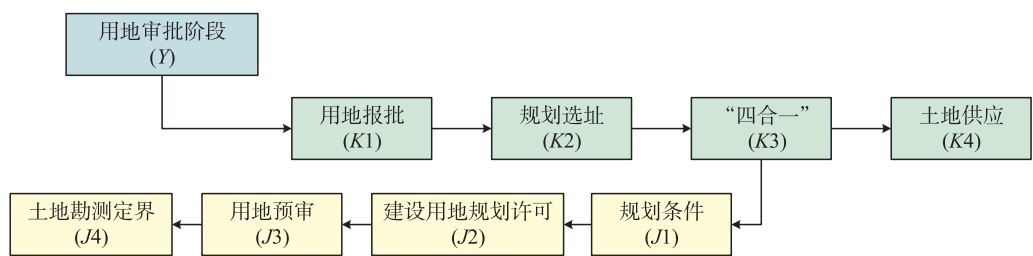 用地审批阶段
(Y)
用地报批
(K1)
规划选址
(K2)
“四合一”
(K3)
土地供应
(K4)
土地勘测定界
(J4)
用地预审
(J3)
建设用地规划许可
(J2)
规划条件
(J1)